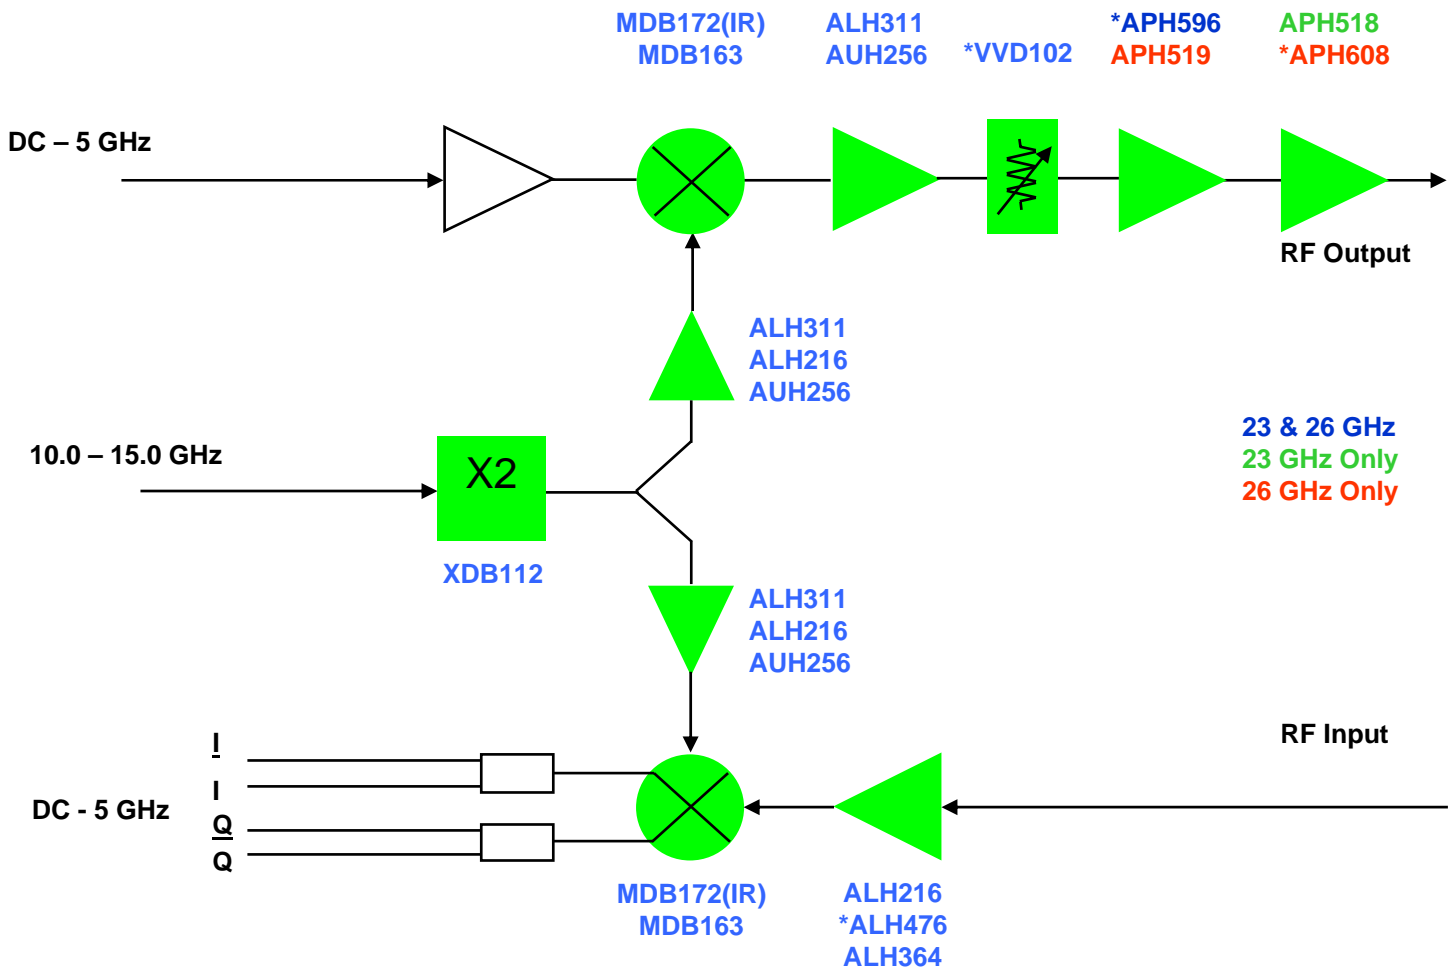 MDB172(IR)
MDB163
ALH311
AUH256
*VVD102
*APH596
APH519
APH518
*APH608
DC – 5 GHz
RF Output
ALH311
ALH216
AUH256
10.0 – 15.0 GHz
X2
XDB112
23 & 26 GHz
23 GHz Only
26 GHz Only
ALH311
ALH216
AUH256
I
I
DC - 5 GHz
Q
Q
RF Input
MDB172(IR)
MDB163
ALH216
*ALH476
ALH364